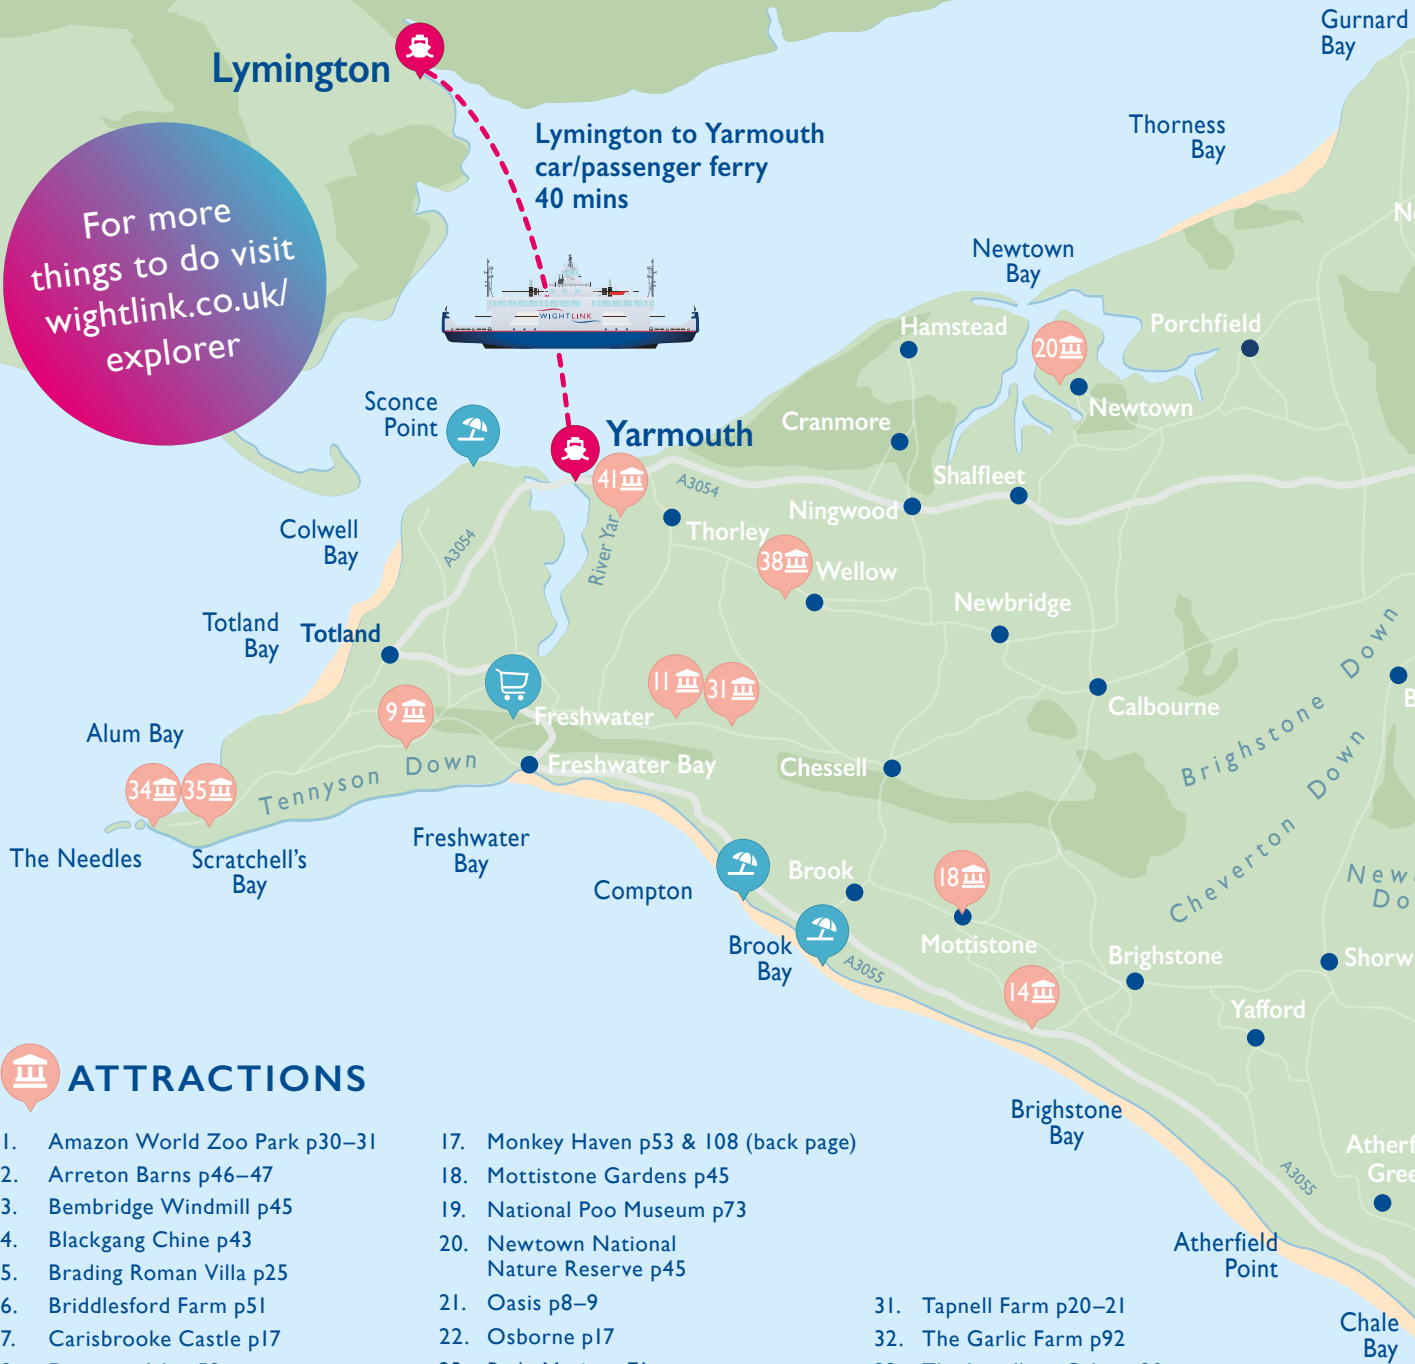 Gurnard
Bay
Lymington
Lymington to Yarmouth
car/passenger ferry
40 mins
Thorness
Bay
For more
things to do visit
wightlink.co.uk/
explorer
Newtown
Bay
WIGHTLINK
Hamstead
Porchfield
20
Newtown
Sconce
Point
Yarmouth
Cranmore
41
A3054
Shalfleet
Ningwood
Thorley
Colwell
Bay
A3054
River Yar
38
Wellow
Newbridge
Totland
Bay
Totland
Brighstone Down
11
31
9
Freshwater
Calbourne
Alum Bay
Tennyson Down
Freshwater Bay
Chessell
Cheverton Down
34
35
The Needles
Scratchell's
Bay
Freshwater
Bay
Compton
Brook
18
Mottistone
Brook
Bay
A3055
Brighstone
14
Yafford
ATTRACTIONS
Brighstone
Bay
A3055
Atherfield
Point
Chale
Bay
1. Amazon World Zoo Park p30–31
2. Arreton Barns p46–47
3. Bembridge Windmill p45
4. Blackgang Chine p43
5. Brading Roman Villa p25
6. Briddlesford Farm p51
7. Carisbrooke Castle p17
17. Monkey Haven p53 & 108 (back page)
18. Mottistone Gardens p45
19. National Poo Museum p73
20. Newtown National
Nature Reserve p45
21. Oasis p8–9
22. Osborne p17
31. Tapnell Farm p20–21
32. The Garlic Farm p92